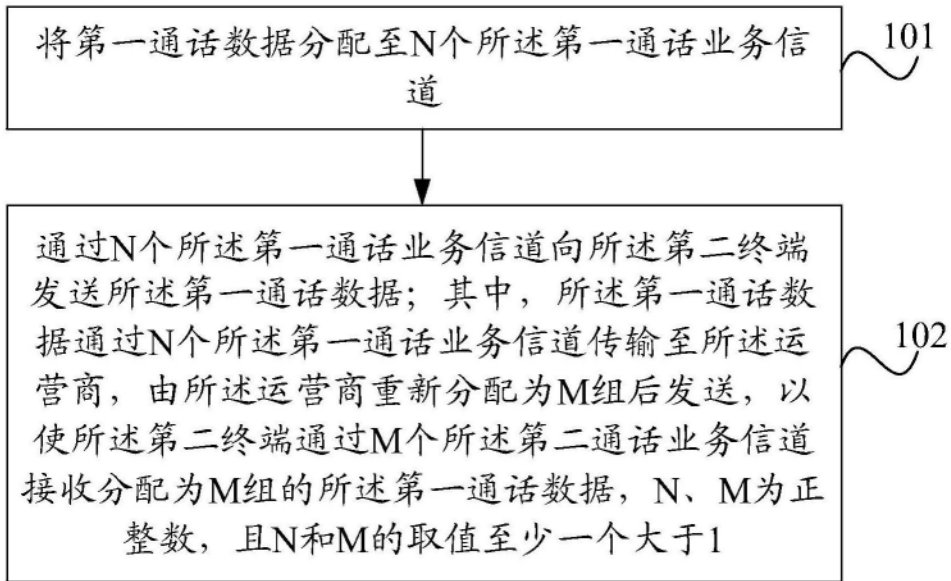 将第一通话数据分配至N个所述第一通话业务信
道
101
通过N个所述第一通话业务信道向所述第二终端
发送所述第一通话数据；其中，所述第一通话数
据通过N个所述第一通话业务信道传输至所述运
营商，由所述运营商重新分配为M组后发送，以
使所述第二终端通过M个所述第二通话业务信道
接收分配为M组的所述第一通话数据，N、M为正
整数，且N和M的取值至少一个大于1
102